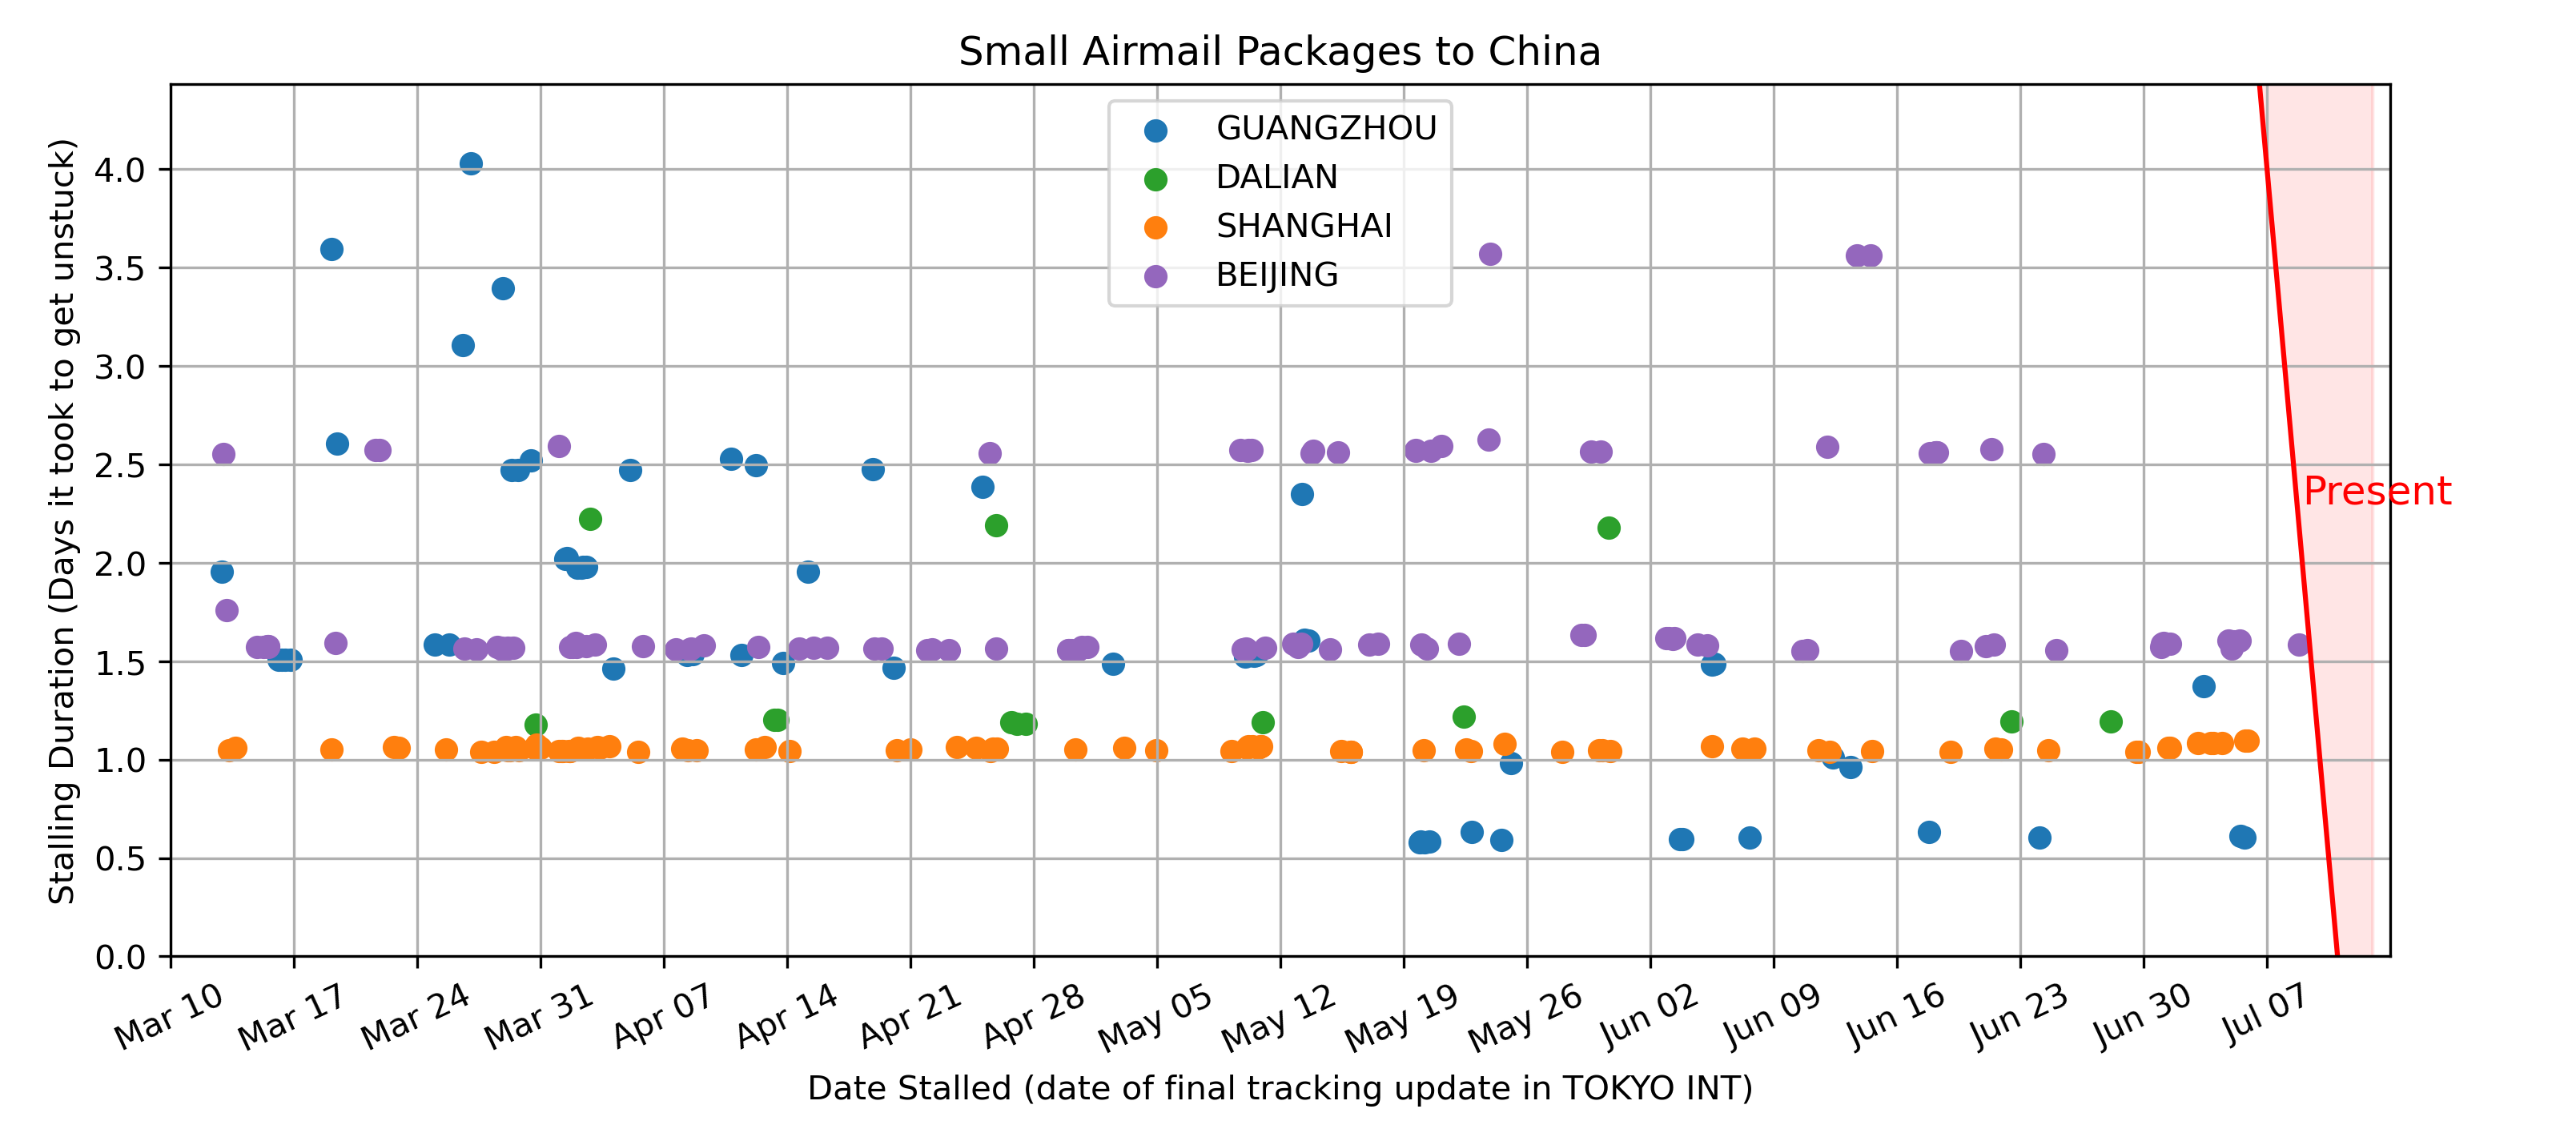 Small Airmail Packages to China
GUANGZHOU
DALIAN
SHANGHAI
BEIJING
Stalling Duration (Days it took to get unstuck)
4.0
3.5
3.0
2.5
2.0
1.5
1.0
0.5
0.0
Present
Mar 10
Mar 17
Mar 24
Mar 31
Apr 07
Apr 14
Apr 21
Apr 28
May 05
May 12
May 19
May 26
Jun 02
Jun 09
Jun 16
Jun 23
Jun 30
Jul 07
Date Stalled (date of final tracking update in TOKYO INT)